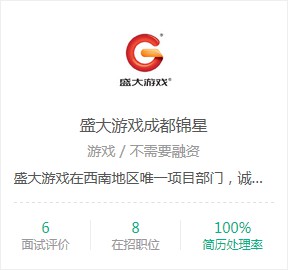 盛大游戏®
盛大游戏成都锦星
游戏 / 不需要融资
盛大游戏在西南地区唯一项目部门，诚...
6 8 100%
面试评价 在招职位 简历处理率